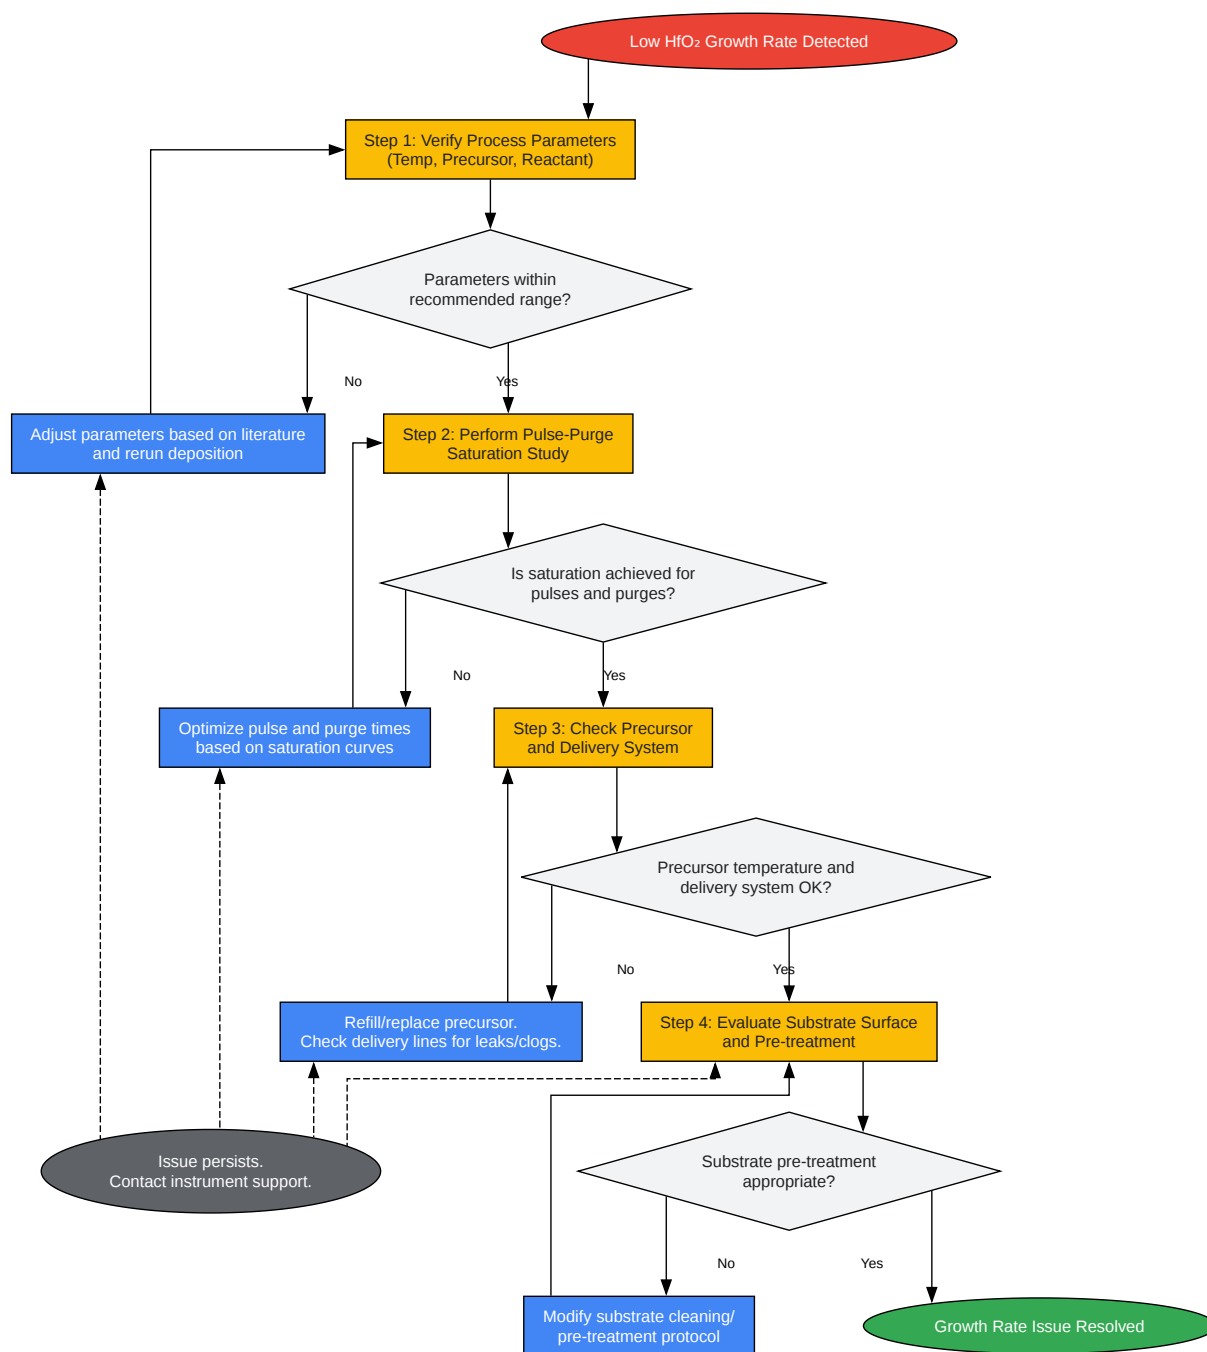 Low HfO₂ Growth Rate Detected
Step 1: Verify Process Parameters
(Temp, Precursor, Reactant)
Parameters within
recommended range?
No
Yes
Adjust parameters based on literature
and rerun deposition
Step 2: Perform Pulse-Purge
Saturation Study
Is saturation achieved for
pulses and purges?
No
Yes
Optimize pulse and purge times
based on saturation curves
Step 3: Check Precursor
and Delivery System
Precursor temperature and
delivery system OK?
No
Yes
Refill/replace precursor.
Check delivery lines for leaks/clogs.
Step 4: Evaluate Substrate Surface
and Pre-treatment
Issue persists.
Contact instrument support.
Substrate pre-treatment
appropriate?
No
Yes
Modify substrate cleaning/
pre-treatment protocol
Growth Rate Issue Resolved